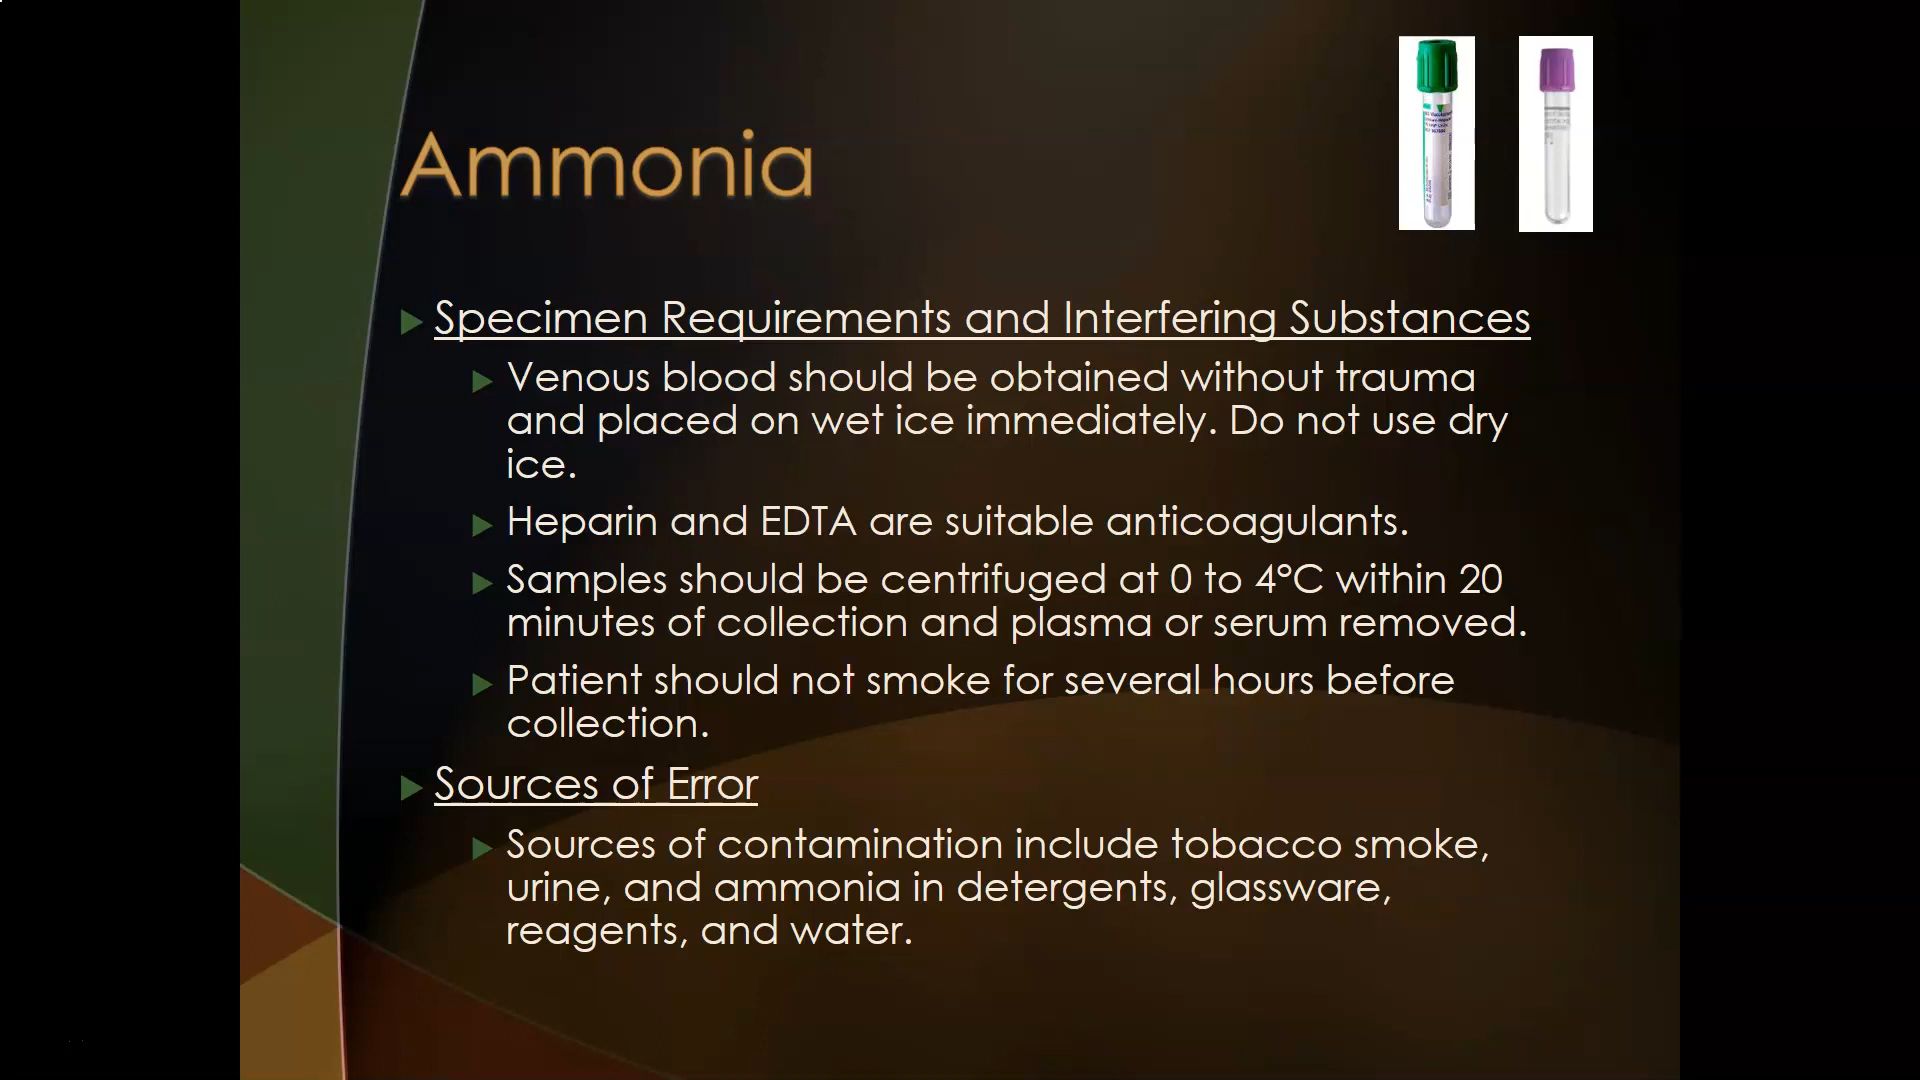 Ammonia
Specimen Requirements and Interfering Substances
Venous blood should be obtained without trauma
and placed on wet ice immediately. Do not use dry
ice.
Heparin and EDTA are suitable anticoagulants.
Samples should be centrifuged at 0 to 4°C within 20
minutes of collection and plasma or serum removed.
Patient should not smoke for several hours before
collection.
Sources of Error
Sources of contamination include tobacco smoke,
urine, and ammonia in detergents, glassware,
reagents, and water.